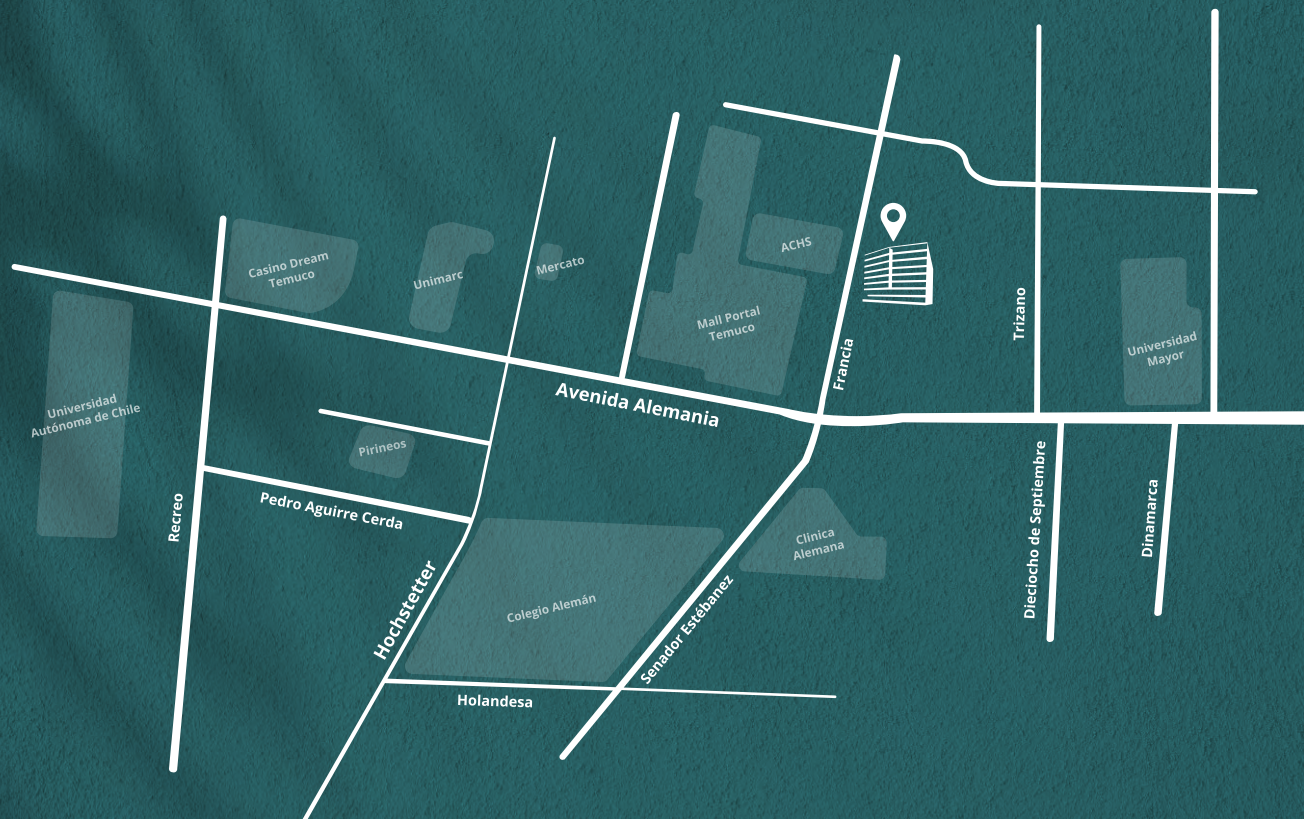 ACHS
Casino Dream
Temuco
Unimarc
Mercato
Mall Portal
Temuco
Francia
Trizano
Universidad
Mayor
Universidad
Autónoma de Chile
Avenida Alemania
Pirineos
Recreo
Pedro Aguirre Cerda
Dieciocho de Septiembre
Dinamarca
Clinica
Alemana
Hochstetter
Colegio Alemán
Senador Estébanez
Holandesa